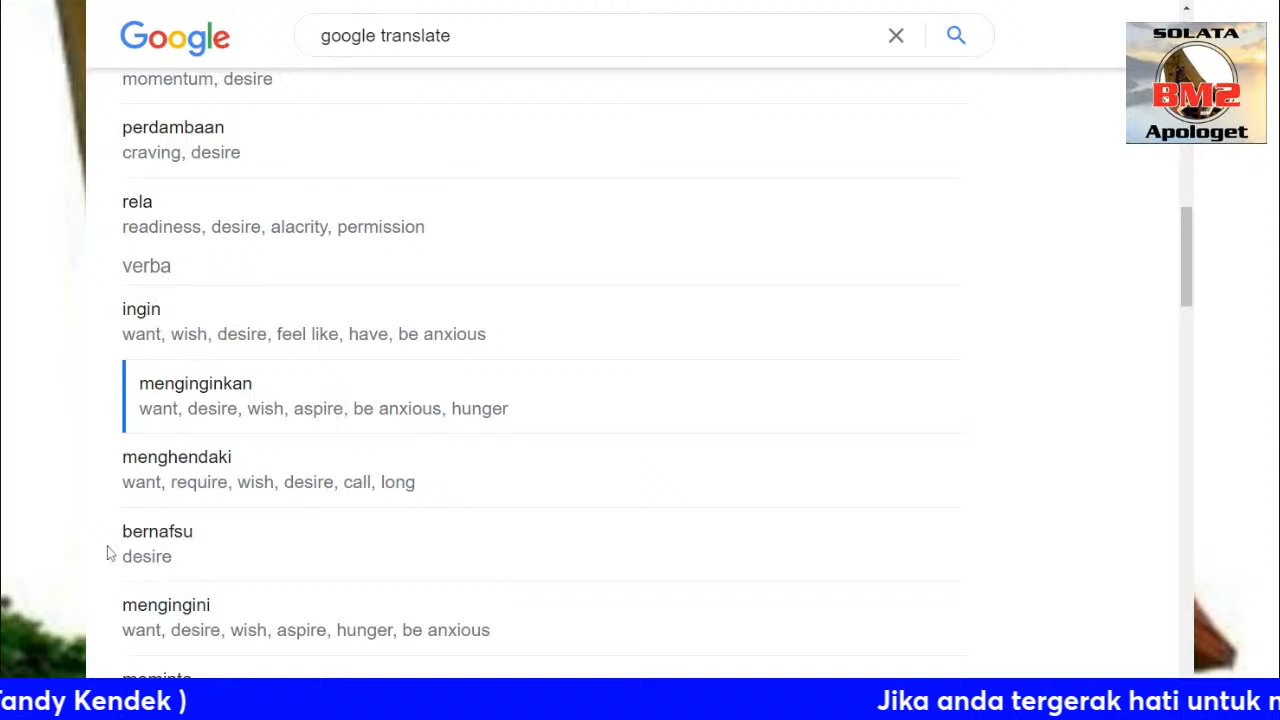 Google
google translate
SOLATA
BM2
Apologet
momentum, desire
perdambaan
craving, desire
rela
readiness, desire, alacrity, permission
verba
ingin
want, wish, desire, feel like, have, be anxious
menginginkan
want, desire, wish, aspire, be anxious, hunger
menghendaki
want, require, wish, desire, call, long
bernafsu
desire
mengingini
want, desire, wish, aspire, hunger, be anxious
andy Kendek )
Jika anda tergerak hati untuk